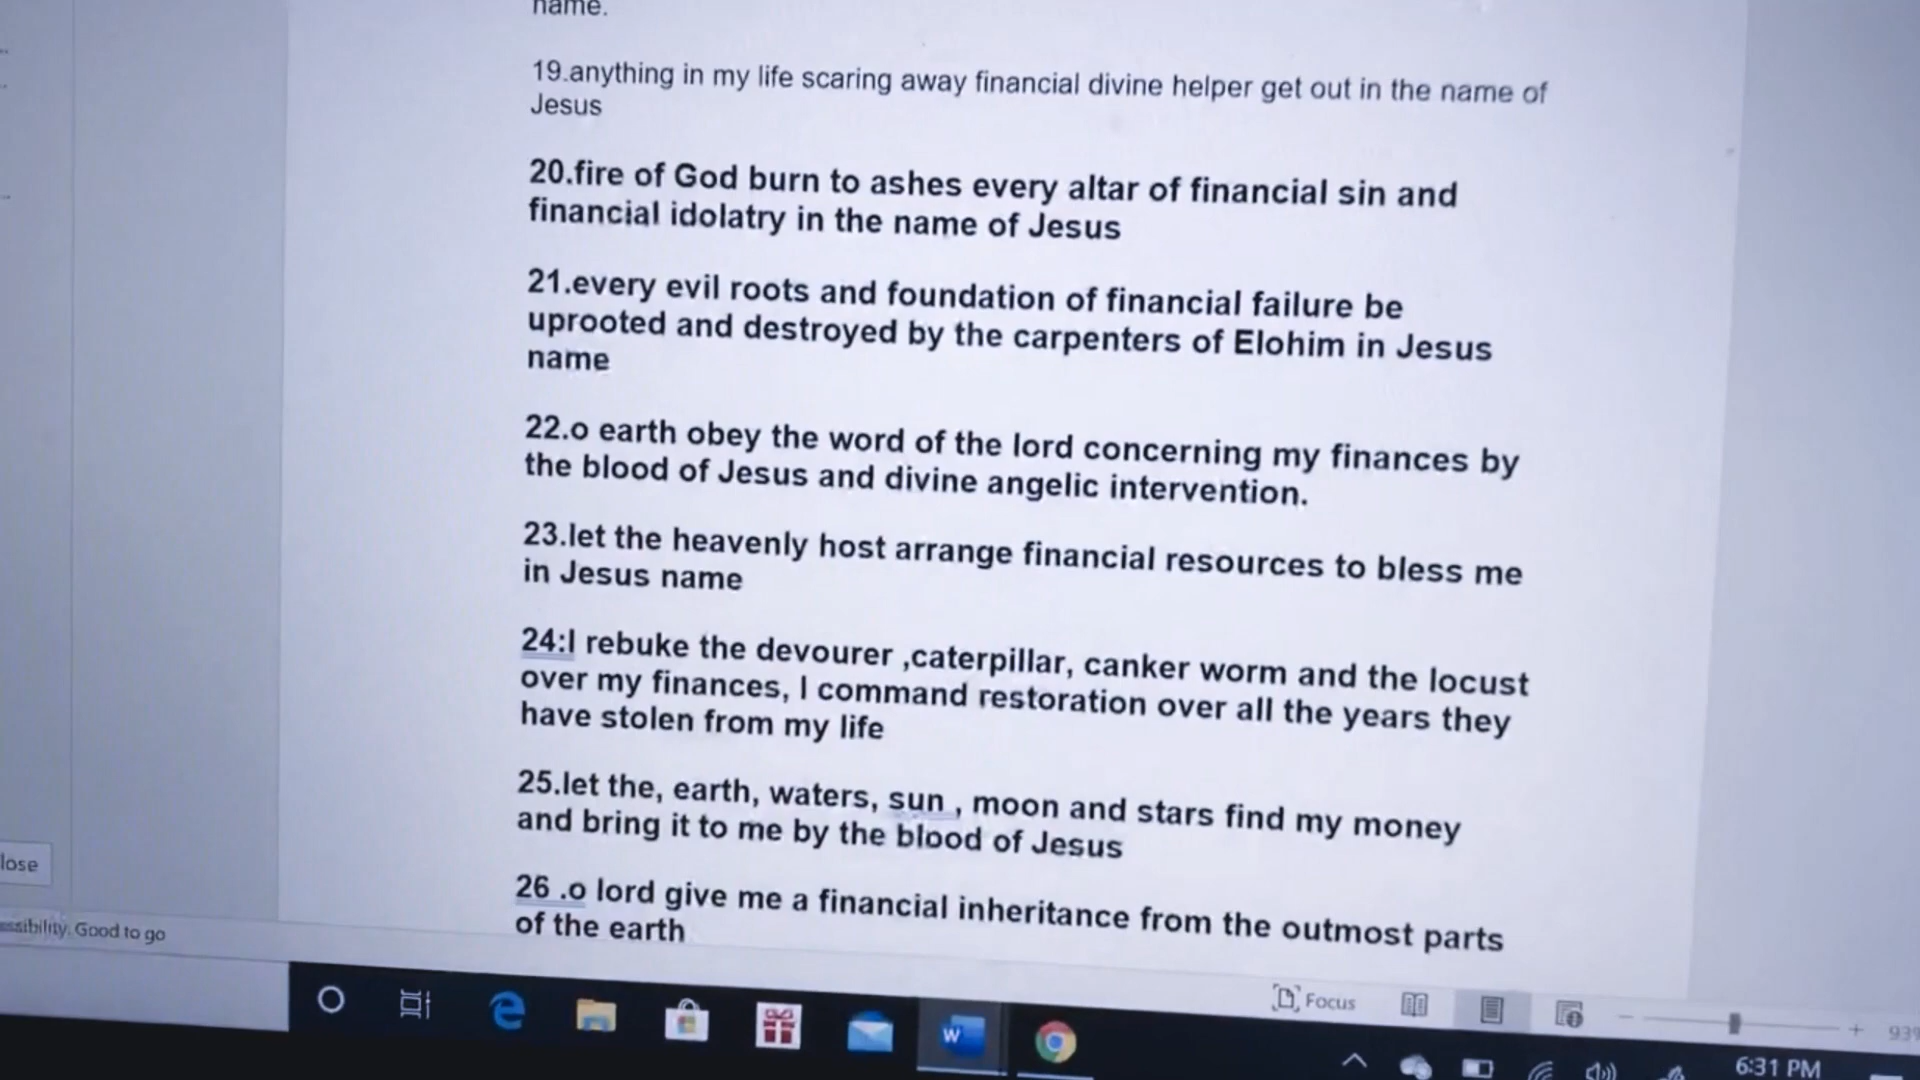 name.
19.anything in my life scaring away financial divine helper get out in the name of
Jesus
20.fire of God burn to ashes every altar of financial sin and
financial idolatry in the name of Jesus
21.every evil roots and foundation of financial failure be
uprooted and destroyed by the carpenters of Elohim in Jesus
name
22.o earth obey the word of the lord concerning my finances by
the blood of Jesus and divine angelic intervention.
23.let the heavenly host arrange financial resources to bless me
in Jesus name
24:I rebuke the devourer ,caterpillar, canker worm and the locust
over my finances, I command restoration over all the years they
have stolen from my life
25.let the, earth, waters, sun , moon and stars find my money
and bring it to me by the blood of Jesus
26 .o lord give me a financial inheritance from the outmost parts
of the earth
lose
essibility: Good to go
Focus
93%
W
6:31 PM